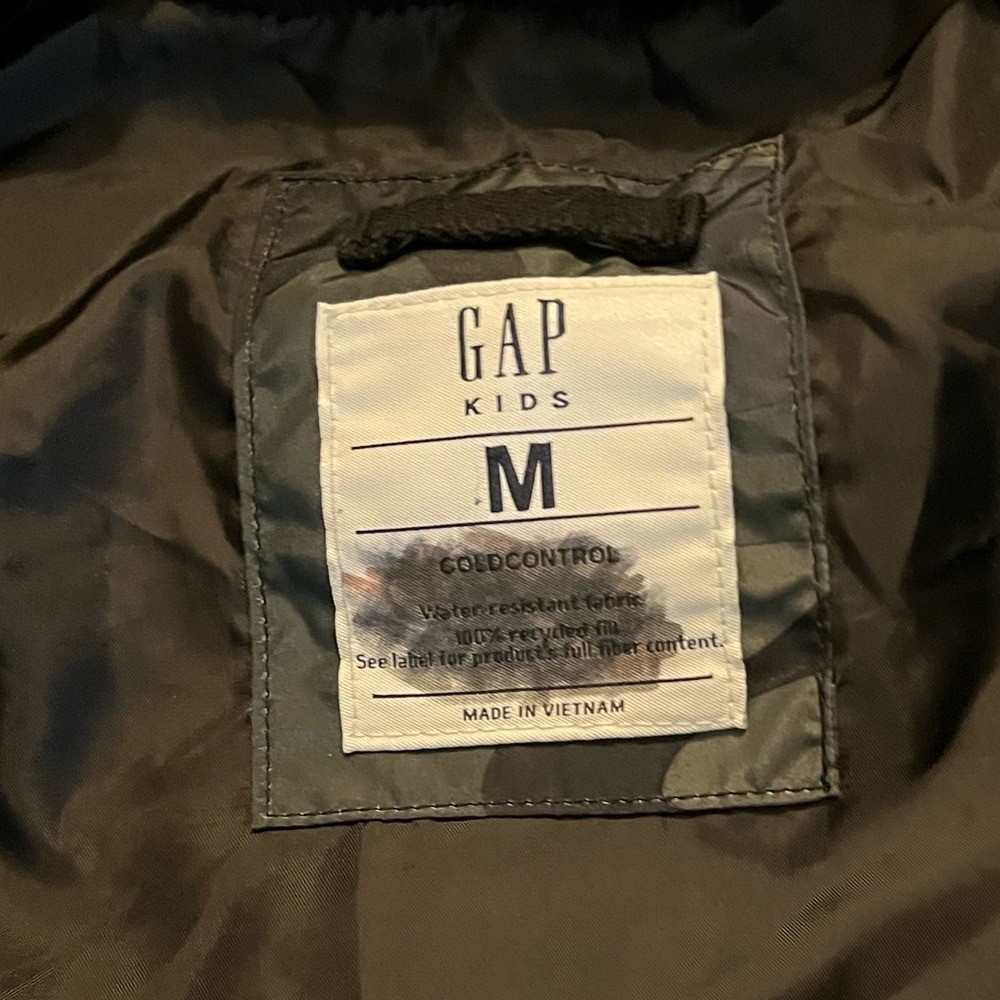 GAP
KIDS
M
COLDCONTROL
Water-resistant fabric
100% recycled fill
See label for product's full fiber content.
MADE IN VIETNAM